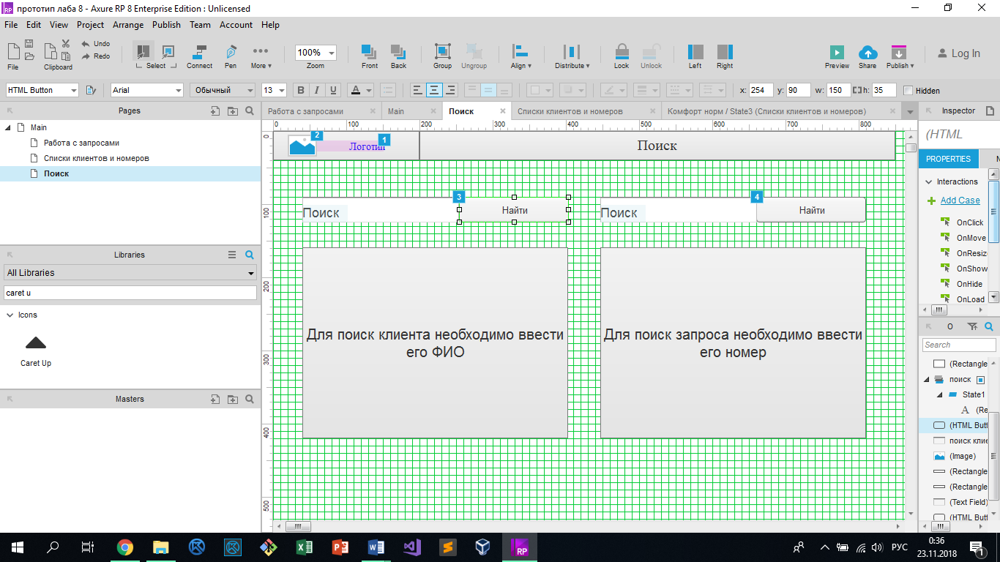 прототип лаба 8 - Axure RP 8 Enterprise Edition : Unlicensed
File Edit View Project Arrange Publish Team Account Help
Undo
Redo
100%
Log In
File Clipboard Select Connect Pen More Zoom Front Back Group Ungroup Align Distribute Lock Unlock Left Right Preview Share Publish
HTML Button Arial Обычный 13 B I U A x: 254 y: 90 w: 150 h: 35 Hidden
Pages
Main
Работа с запросами
Списки клиентов и номеров
Поиск
Libraries
All Libraries
caret u
Icons
Caret Up
Masters
Работа с запросами Main Поиск Списки клиентов и номеров Комфорт норм / State3 (Списки клиентов и номеров)
0 100 200 300 400 500 600 700 800
0
100
200
300
400
500
2 1
Логотип
Поиск
3 4
Поиск Найти Поиск Найти
Для поиск клиента необходимо ввести
его ФИО
Для поиск запроса необходимо ввести
его номер
Inspector
(HTML
PROPERTIES N
Interactions
Add Case
OnClick
OnMove
OnResiz
OnShow
OnHide
OnLoad
O
Search
(Rectangle
поиск
State1
A (Re
(HTML Butt
поиск клие
(Image)
(Rectangle
(Rectangle
(Text Field)
(HTML Butt
RP
РУС
0:36
23.11.2018
1